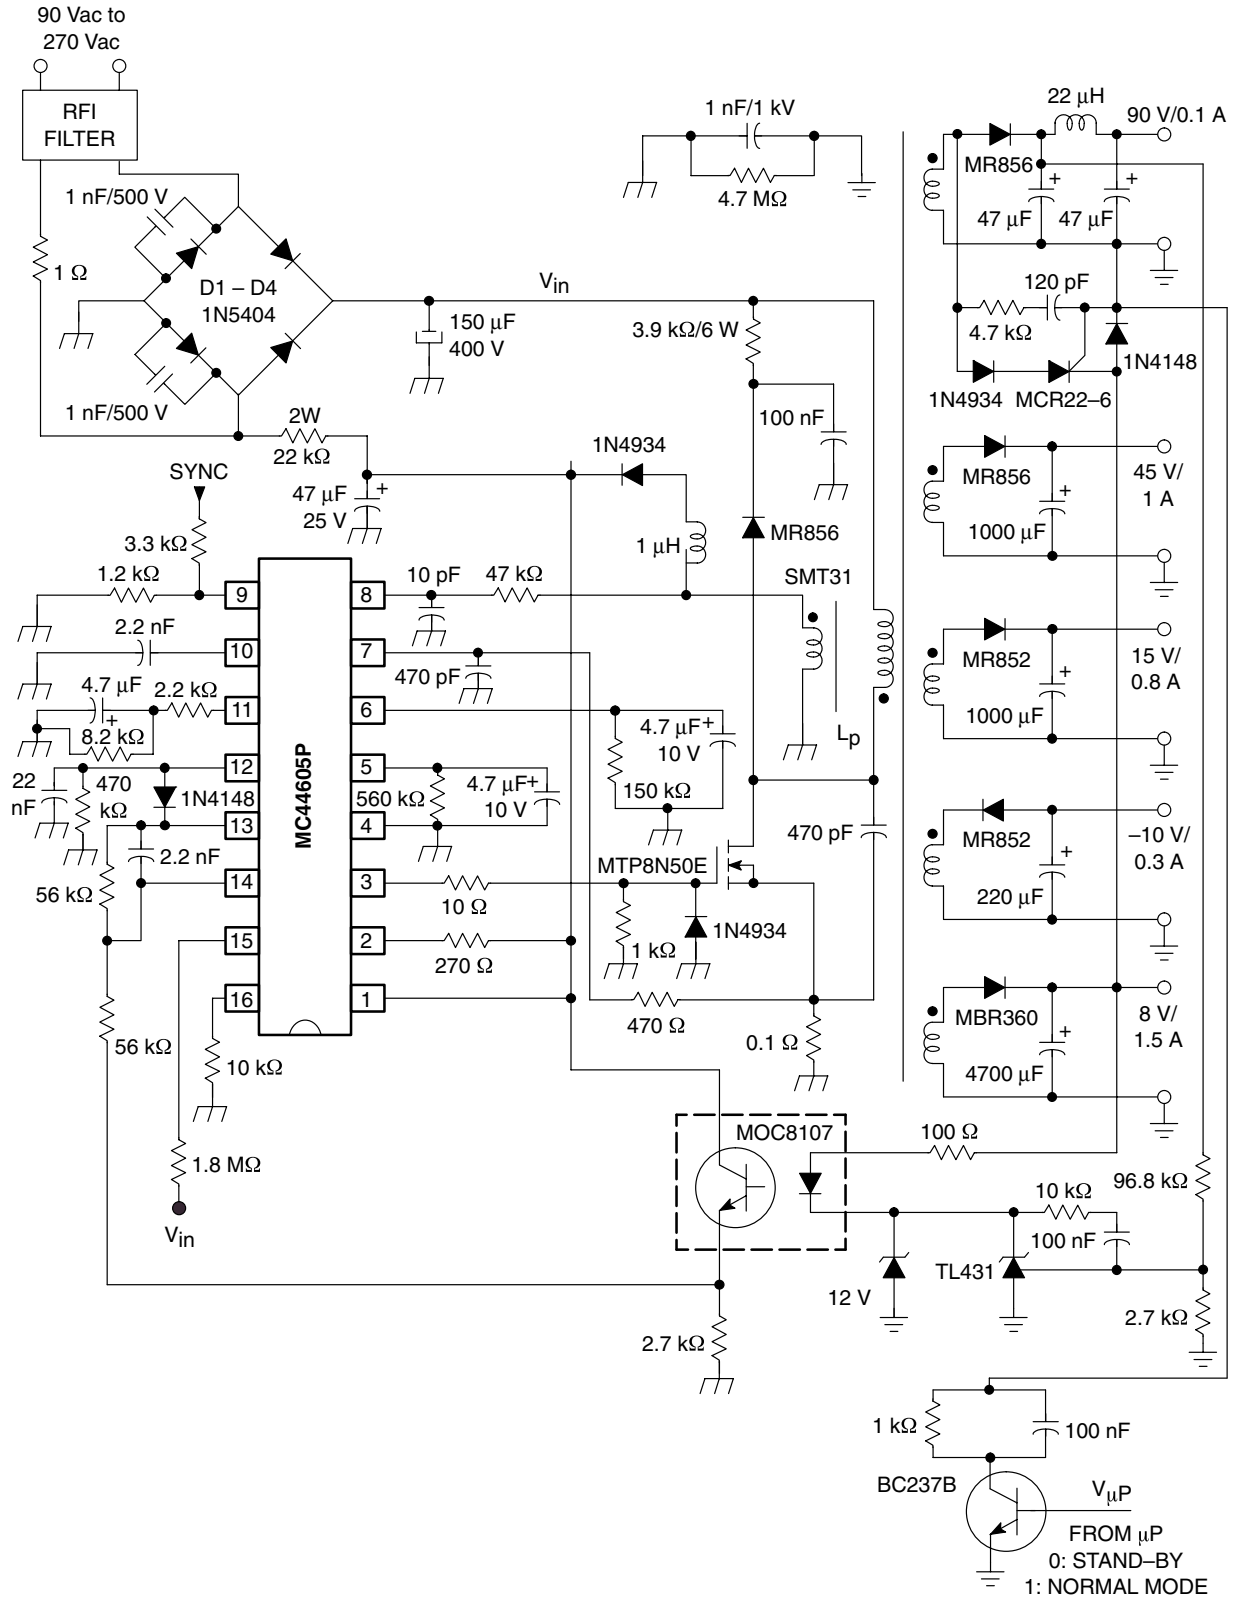 90 Vac to
270 Vac
RFI
FILTER
1 nF/500 V
1 Ω
D1 – D4
1N5404
1 nF/500 V
Vin
150 µF
400 V
2W
22 kΩ
47 µF
25 V
1 nF/1 kV
4.7 MΩ
3.9 kΩ/6 W
100 nF
1N4934
1 µH
MR856
SMT31
Lp
SYNC
3.3 kΩ
1.2 kΩ
2.2 nF
4.7 µF
+
2.2 kΩ
8.2 kΩ
22
nF
470
kΩ
1N4148
2.2 nF
56 kΩ
56 kΩ
10 kΩ
1.8 MΩ
Vin
9
10
11
12
13
14
15
16
MC44605P
8
7
6
5
4
3
2
1
10 pF
47 kΩ
470 pF
4.7 µF+
10 V
150 kΩ
560 kΩ
4.7 µF+
10 V
470 pF
MTP8N50E
10 Ω
1 kΩ
1N4934
270 Ω
470 Ω
0.1 Ω
22 µH
90 V/0.1 A
MR856
+
+
47 µF
47 µF
120 pF
4.7 kΩ
1N4148
1N4934
MCR22–6
MR856
+
1000 µF
45 V/
1 A
MR852
+
1000 µF
15 V/
0.8 A
MR852
+
220 µF
–10 V/
0.3 A
MBR360
+
4700 µF
8 V/
1.5 A
MOC8107
100 Ω
96.8 kΩ
10 kΩ
100 nF
TL431
12 V
2.7 kΩ
2.7 kΩ
1 kΩ
100 nF
BC237B
VµP
FROM µP
0: STAND–BY
1: NORMAL MODE